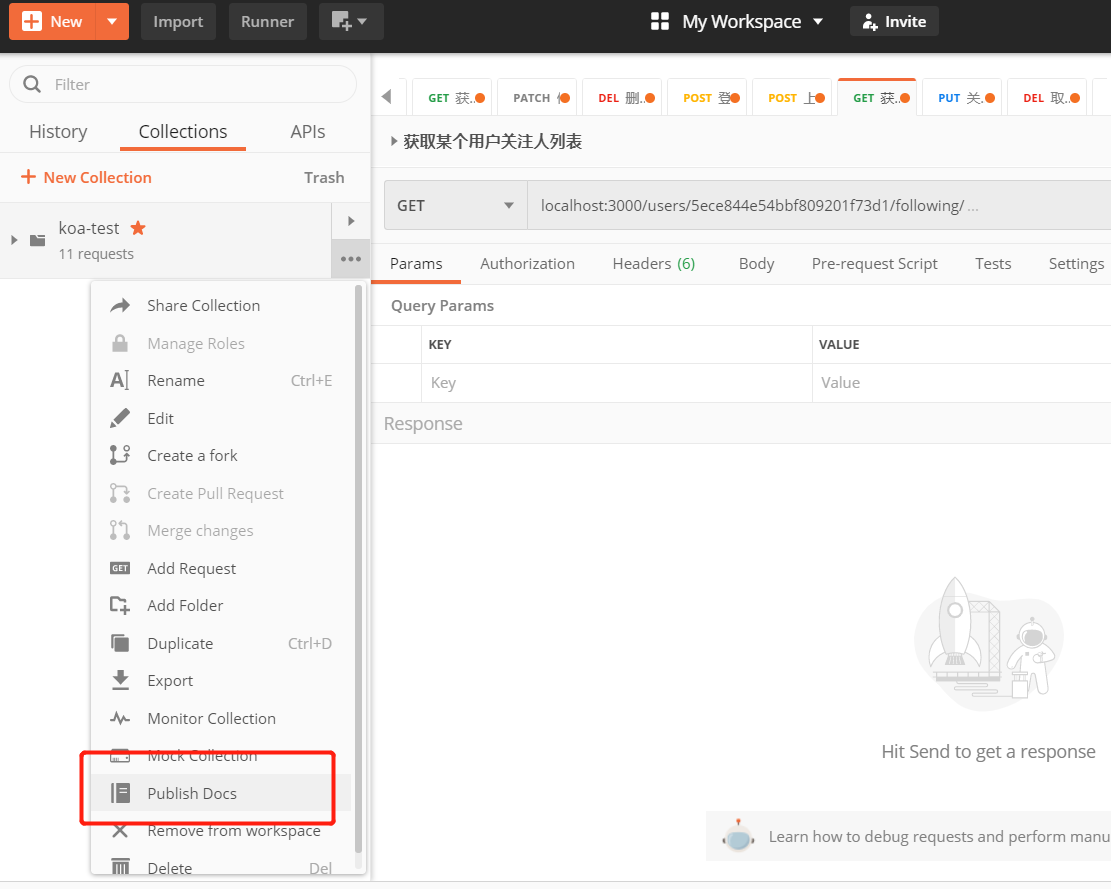 New
Import
Runner
My Workspace
Invite
Filter
History
Collections
APIs
New Collection
Trash
koa-test
11 requests
Share Collection
Manage Roles
Rename Ctrl+E
Edit
Create a fork
Create Pull Request
Merge changes
GET Add Request
Add Folder
Duplicate Ctrl+D
Export
Monitor Collection
Mock Collection
Publish Docs
Remove from workspace
Delete Del
GET 获..
PATCH
DEL 删..
POST 登
POST 上
GET 获..
PUT 关..
DEL 取..
获取某个用户关注人列表
GET
localhost:3000/users/5ece844e54bbf809201f73d1/following/ ...
Params
Authorization
Headers (6)
Body
Pre-request Script
Tests
Settings
Query Params
KEY VALUE
Key Value
Response
Hit Send to get a response
Learn how to debug requests and perform manu